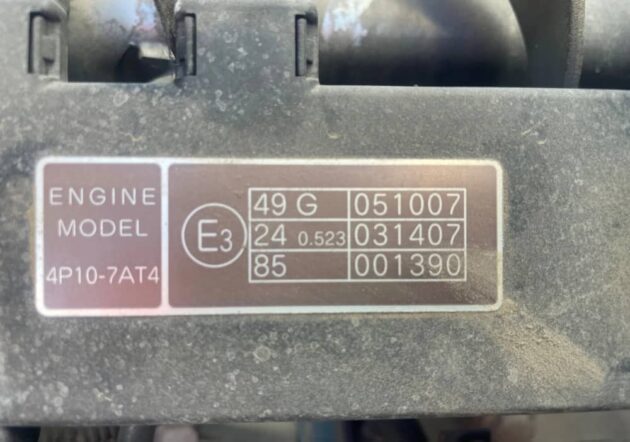 ENGINE
MODEL
4P10-7AT4
E3
49 G 051007
24 0.523 031407
85 001390